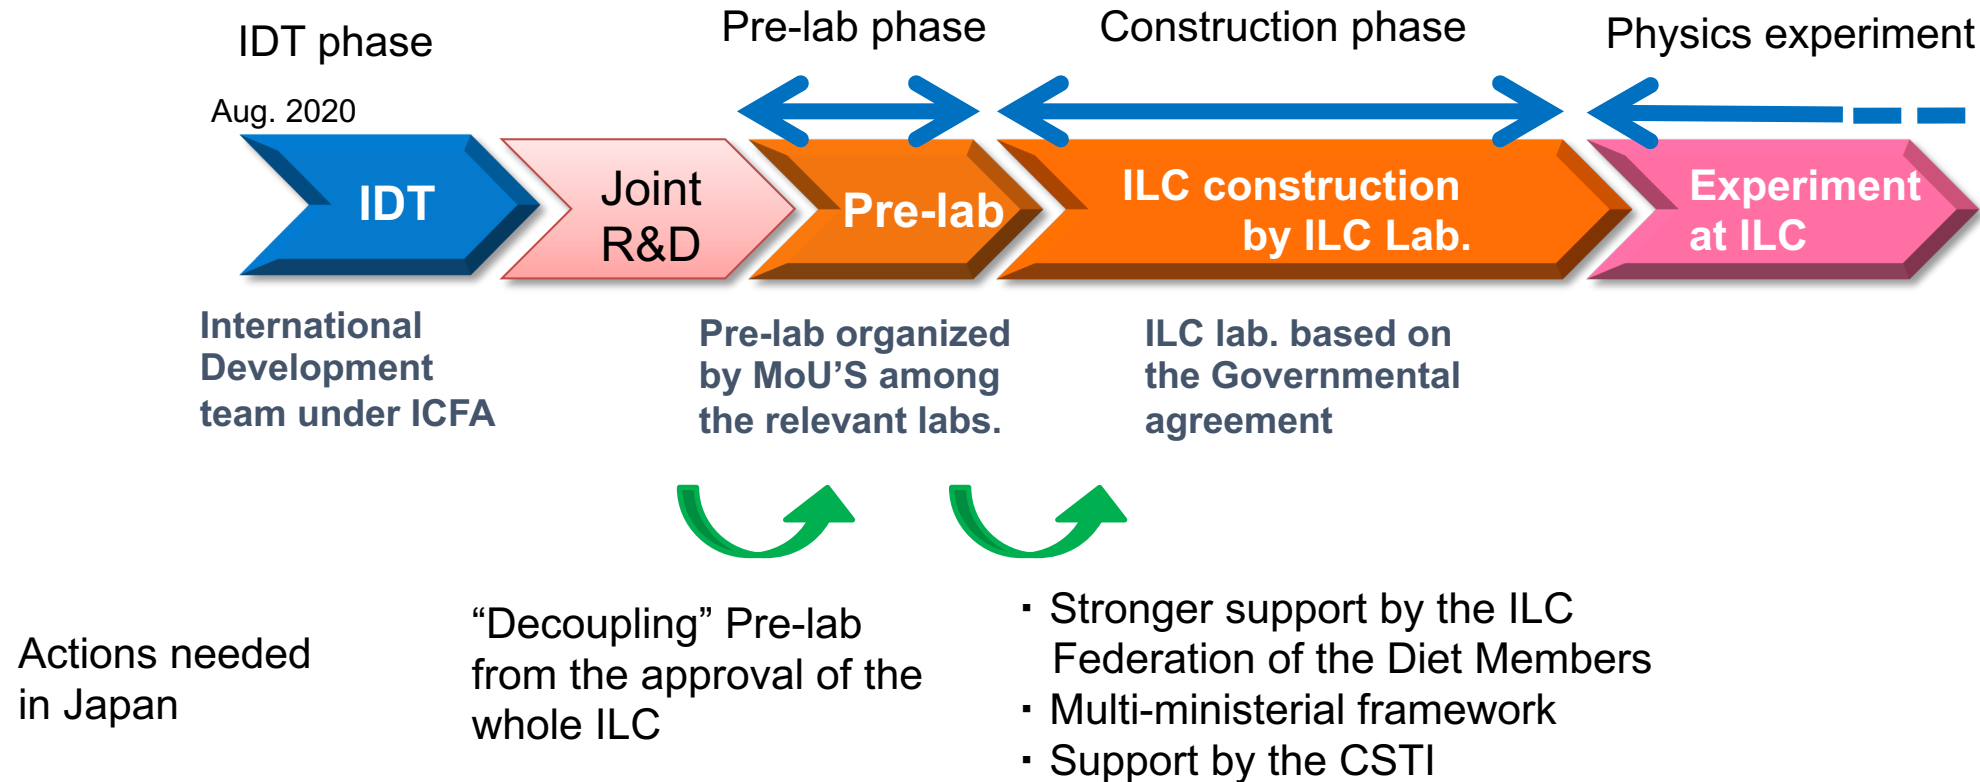 IDT phase
Pre-lab phase
Construction phase
Physics experiment
Aug. 2020
IDT
Joint
R&D
Pre-lab
ILC construction
by ILC Lab.
Experiment
at ILC
International
Development
team under ICFA
Pre-lab organized
by MoU’S among
the relevant labs.
ILC lab. based on
the Governmental
agreement
Actions needed
in Japan
“Decoupling” Pre-lab
from the approval of the
whole ILC
・Stronger support by the ILC
Federation of the Diet Members
・Multi-ministerial framework
・Support by the CSTI